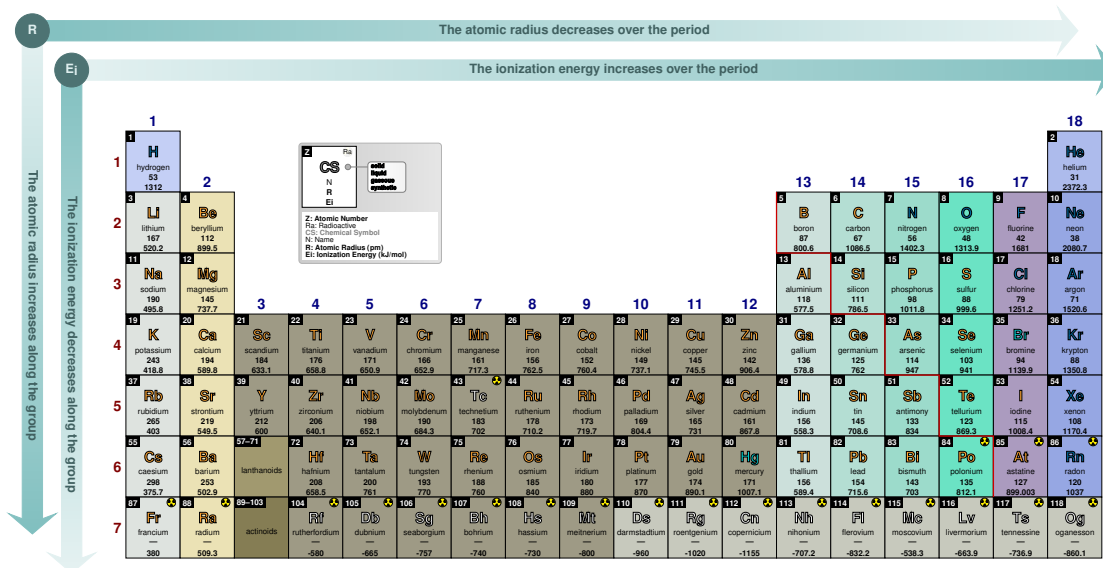 R
The atomic radius decreases over the period
Ei
The ionization energy increases over the period
The atomic radius increases along the group
The ionization energy decreases along the group
1 18
1
1 H hydrogen 53 1312
2 He helium 31 2372.3
Z Ra
CS
N
R
Ei
solid
liquid
gaseous
synthetic
Z: Atomic Number
Ra: Radioactive
CS: Chemical Symbol
N: Name
R: Atomic Radius (pm)
Ei: Ionization Energy (kJ/mol)
2 13 14 15 16 17
2
3 Li lithium 167 520.2
4 Be beryllium 112 899.5
5 B boron 87 800.6
6 C carbon 67 1086.5
7 N nitrogen 56 1402.3
8 O oxygen 48 1313.9
9 F fluorine 42 1681
10 Ne neon 38 2080.7
3
11 Na sodium 190 495.8
12 Mg magnesium 145 737.7
13 Al aluminium 118 577.5
14 Si silicon 111 786.5
15 P phosphorus 98 1011.8
16 S sulfur 88 999.6
17 Cl chlorine 79 1251.2
18 Ar argon 71 1520.6
3 4 5 6 7 8 9 10 11 12
4
19 K potassium 243 418.8
20 Ca calcium 194 589.8
21 Sc scandium 184 633.1
22 Ti titanium 176 658.8
23 V vanadium 171 650.9
24 Cr chromium 166 652.9
25 Mn manganese 161 717.3
26 Fe iron 156 762.5
27 Co cobalt 152 760.4
28 Ni nickel 149 737.1
29 Cu copper 145 745.5
30 Zn zinc 142 906.4
31 Ga gallium 136 578.8
32 Ge germanium 125 762
33 As arsenic 114 947
34 Se selenium 103 941
35 Br bromine 94 1139.9
36 Kr krypton 88 1350.8
5
37 Rb rubidium 265 403
38 Sr strontium 219 549.5
39 Y yttrium 212 600
40 Zr zirconium 206 640.1
41 Nb niobium 198 652.1
42 Mo molybdenum 190 684.3
43 Tc technetium 183 702
44 Ru ruthenium 178 710.2
45 Rh rhodium 173 719.7
46 Pd palladium 169 804.4
47 Ag silver 165 731
48 Cd cadmium 161 867.8
49 In indium 156 558.3
50 Sn tin 145 708.6
51 Sb antimony 133 834
52 Te tellurium 123 869.3
53 I iodine 115 1008.4
54 Xe xenon 108 1170.4
6
55 Cs caesium 298 375.7
56 Ba barium 253 502.9
57–71 lanthanoids
72 Hf hafnium 208 658.5
73 Ta tantalum 200 761
74 W tungsten 193 770
75 Re rhenium 188 760
76 Os osmium 185 840
77 Ir iridium 180 880
78 Pt platinum 177 870
79 Au gold 174 890.1
80 Hg mercury 171 1007.1
81 Tl thallium 156 589.4
82 Pb lead 154 715.6
83 Bi bismuth 143 703
84 Po polonium 135 812.1
85 At astatine 127 899.003
86 Rn radon 120 1037
7
87 Fr francium — 380
88 Ra radium — 509.3
89–103 actinoids
104 Rf rutherfordium — -580
105 Db dubnium — -665
106 Sg seaborgium — -757
107 Bh bohrium — -740
108 Hs hassium — -730
109 Mt meitnerium — -800
110 Ds darmstadtium — -960
111 Rg roentgenium — -1020
112 Cn copernicium — -1155
113 Nh nihonium — -707.2
114 Fl flerovium — -832.2
115 Mc moscovium — -538.3
116 Lv livermorium — -663.9
117 Ts tennessine — -736.9
118 Og oganesson — -860.1